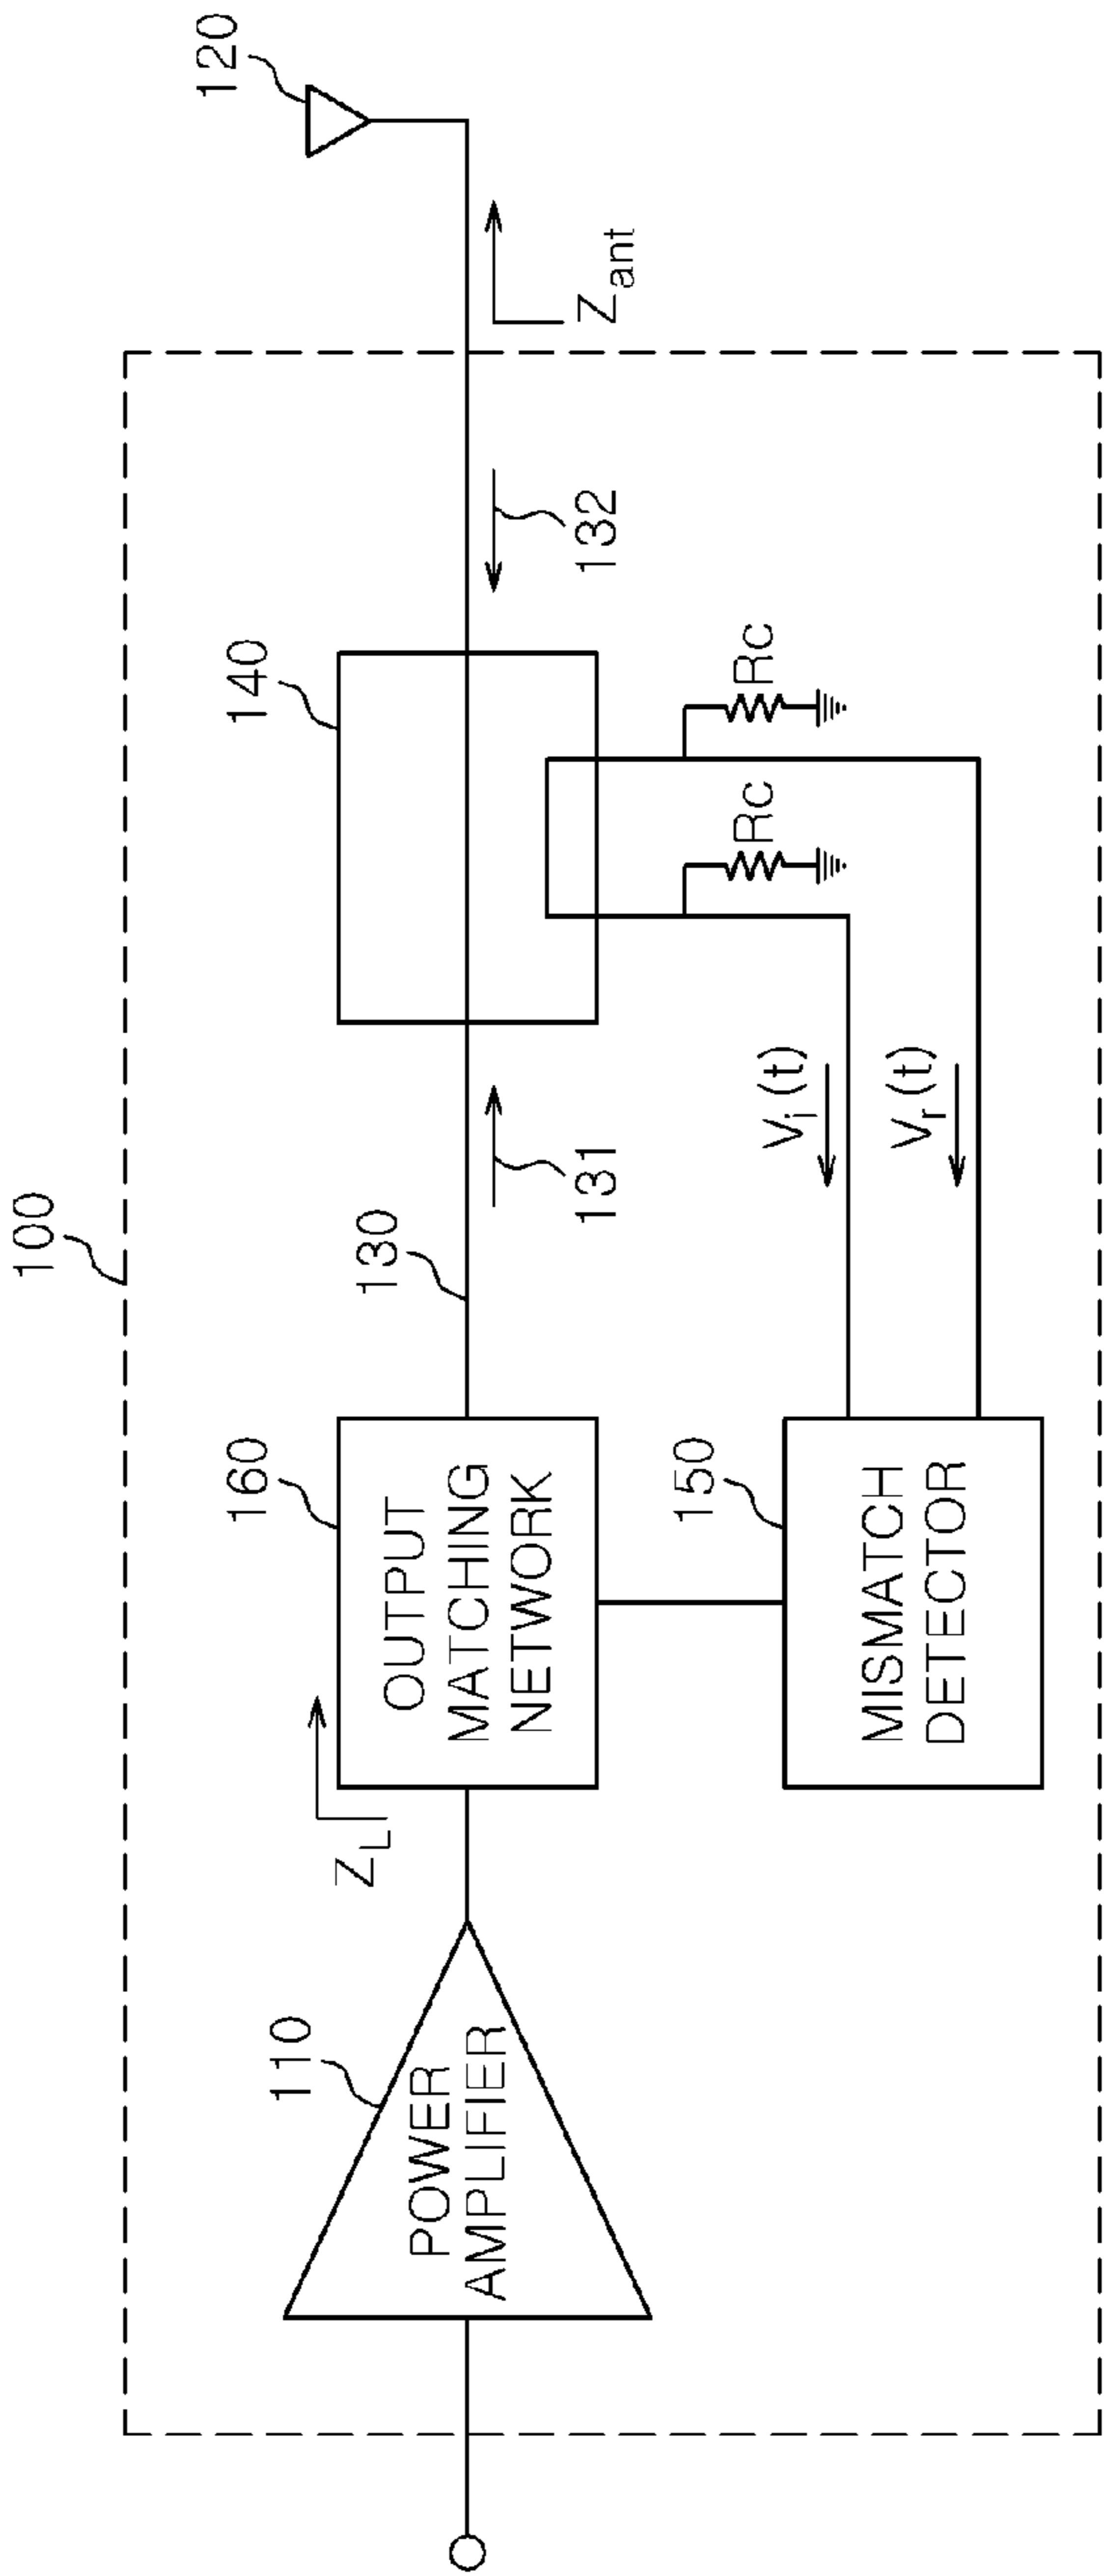 100
110
POWER
AMPLIFIER
Z_L
160
OUTPUT
MATCHING
NETWORK
130
131
140
132
120
Z_ant
Rc
Rc
V_i(t)
V_r(t)
150
MISMATCH
DETECTOR